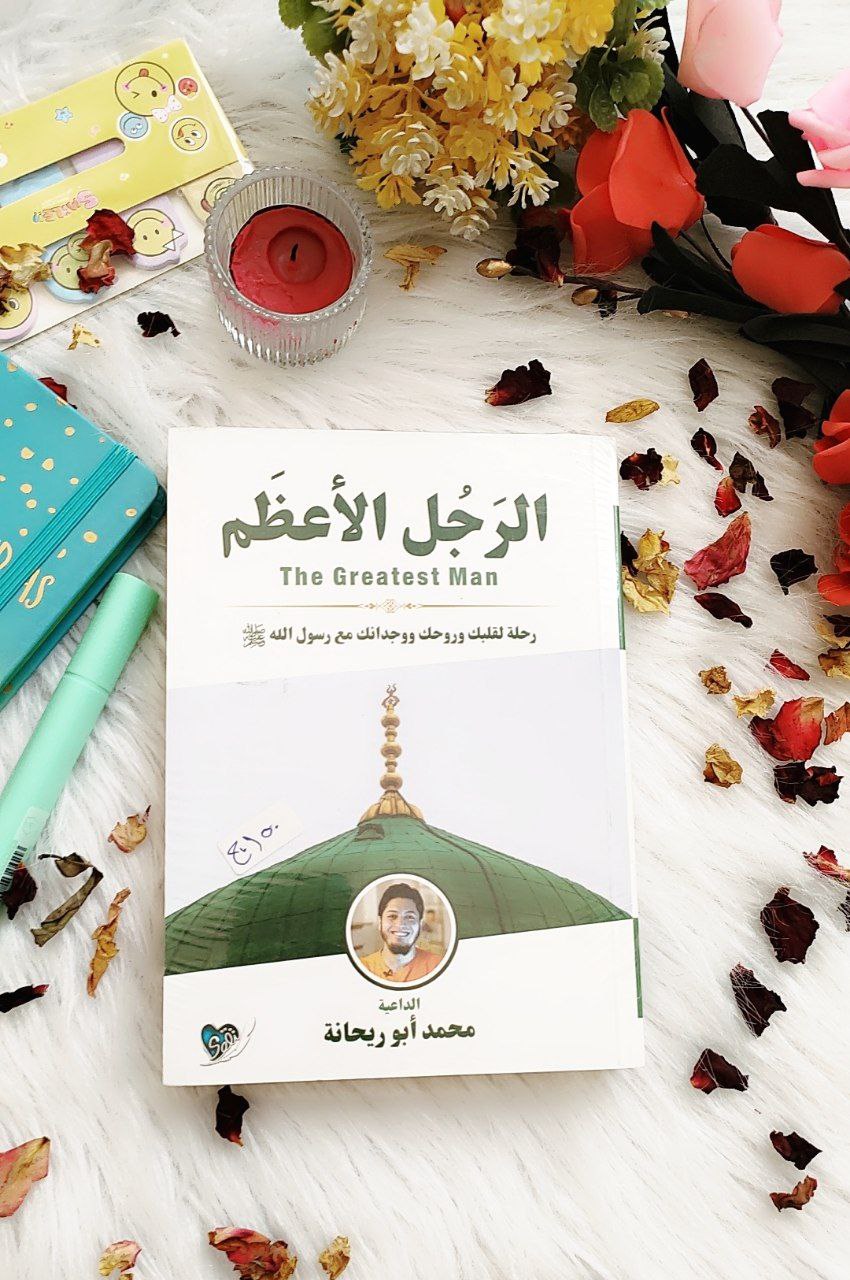 SMILE
الرَجُل الأعظَم
The Greatest Man
رحلة لقلبك وروحك ووجدانك مع رسول الله ﷺ
الداعية
محمد أبو ريحانة